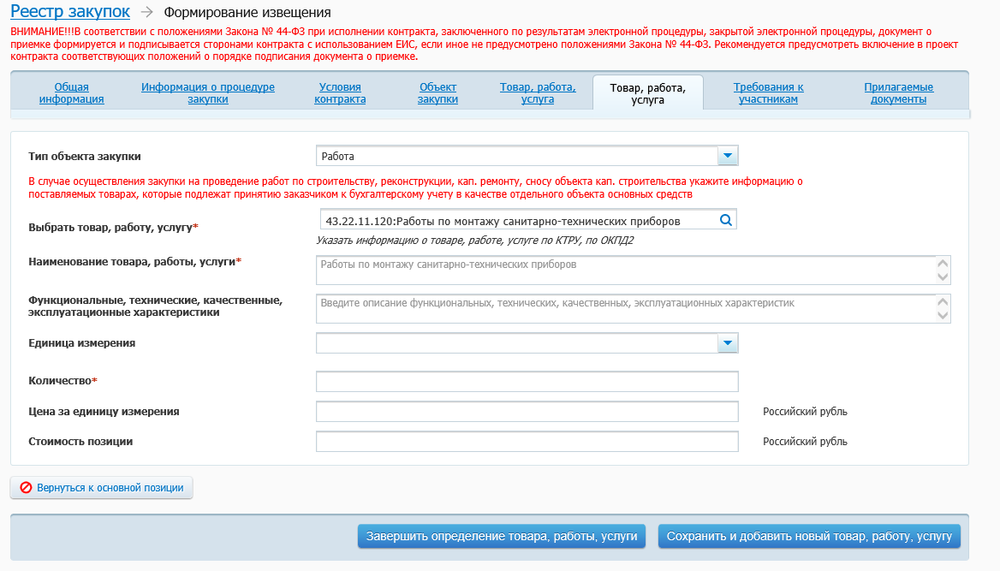 Реестр закупок → Формирование извещения
ВНИМАНИЕ!!!В соответствии с положениями Закона № 44-ФЗ при исполнении контракта, заключенного по результатам электронной процедуры, закрытой электронной процедуры, документ о
приемке формируется и подписывается сторонами контракта с использованием ЕИС, если иное не предусмотрено положениями Закона № 44-ФЗ. Рекомендуется предусмотреть включение в проект
контракта соответствующих положений о порядке подписания документа о приемке.
Общая
информация
Информация о процедуре
закупки
Условия
контракта
Объект
закупки
Товар, работа,
услуга
Товар, работа,
услуга
Требования к
участникам
Прилагаемые
документы
Тип объекта закупки
Работа
В случае осуществления закупки на проведение работ по строительству, реконструкции, кап. ремонту, сносу объекта кап. строительства укажите информацию о
поставляемых товарах, которые подлежат принятию заказчиком к бухгалтерскому учету в качестве отдельного объекта основных средств
Выбрать товар, работу, услугу*
43.22.11.120:Работы по монтажу санитарно-технических приборов
Указать информацию о товаре, работе, услуге по КТРУ, по ОКПД2
Наименование товара, работы, услуги*
Работы по монтажу санитарно-технических приборов
Функциональные, технические, качественные,
эксплуатационные характеристики
Введите описание функциональных, технических, качественных, эксплуатационных характеристик
Единица измерения
Количество*
Цена за единицу измерения
Российский рубль
Стоимость позиции
Российский рубль
Вернуться к основной позиции
Завершить определение товара, работы, услуги
Сохранить и добавить новый товар, работу, услугу